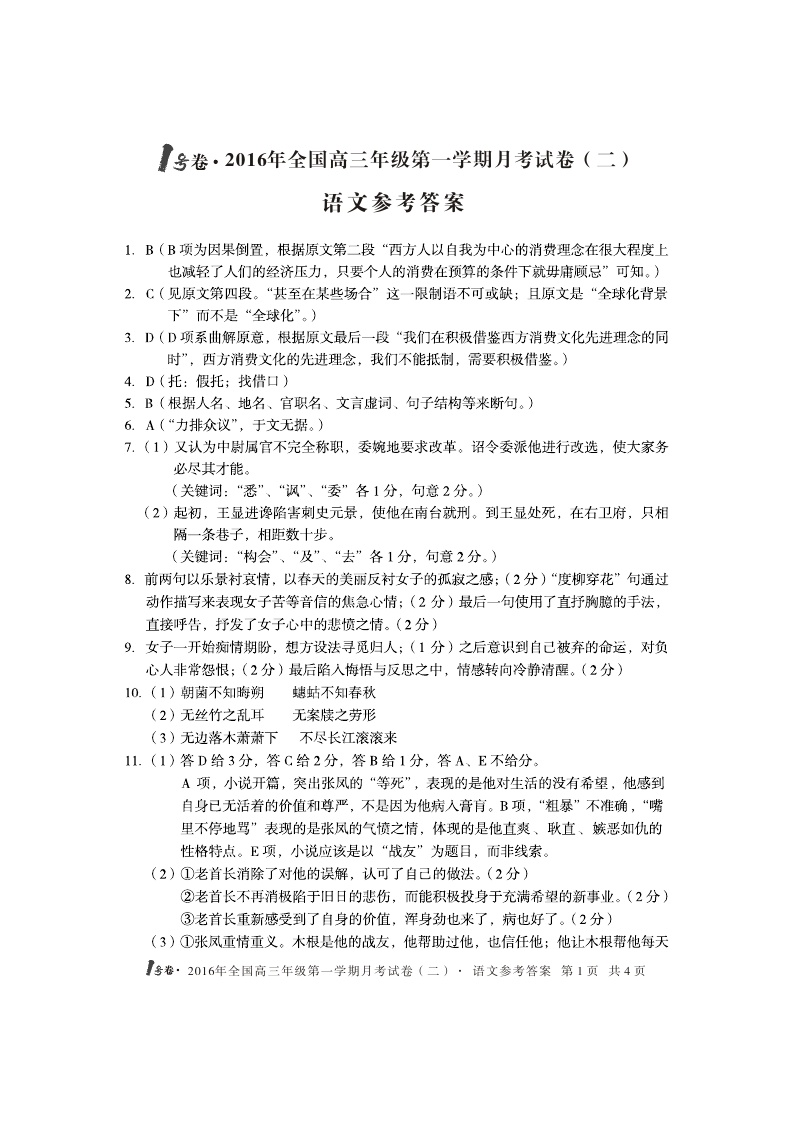 1号卷·2016年全国高三年级第一学期月考试卷（二）
语文参考答案
1. B（B项为因果倒置，根据原文第二段“西方人以自我为中心的消费理念在很大程度上
也减轻了人们的经济压力，只要个人的消费在预算的条件下就毋庸顾忌”可知。）
2. C（见原文第四段。“甚至在某些场合”这一限制语不可或缺；且原文是“全球化背景
下”而不是“全球化”。）
3. D（D项系曲解原意，根据原文最后一段“我们在积极借鉴西方消费文化先进理念的同
时”，西方消费文化的先进理念，我们不能抵制，需要积极借鉴。）
4. D（托：假托；找借口）
5. B（根据人名、地名、官职名、文言虚词、句子结构等来断句。）
6. A（“力排众议”，于文无据。）
7.（1）又认为中尉属官不完全称职，委婉地要求改革。诏令委派他进行改选，使大家务
必尽其才能。
（关键词：“悉”、“讽”、“委”各1分，句意2分。）
（2）起初，王显进谗陷害刺史元景，使他在南台就刑。到王显处死，在右卫府，只相
隔一条巷子，相距数十步。
（关键词：“构会”、“及”、“去”各1分，句意2分。）
8. 前两句以乐景衬哀情，以春天的美丽反衬女子的孤寂之感；（2分）“度柳穿花”句通过
动作描写来表现女子苦等音信的焦急心情；（2 分）最后一句使用了直抒胸臆的手法，
直接呼告，抒发了女子心中的悲愤之情。（2分）
9. 女子一开始痴情期盼，想方设法寻觅归人；（1 分）之后意识到自己被弃的命运，对负
心人非常怨恨；（2分）最后陷入悔悟与反思之中，情感转向冷静清醒。（2分）
10.（1）朝菌不知晦朔　　蟪蛄不知春秋
（2）无丝竹之乱耳　　无案牍之劳形
（3）无边落木萧萧下　　不尽长江滚滚来
11.（1）答D给3分，答C给2分，答B给1分，答A、E不给分。
A 项，小说开篇，突出张凤的“等死”，表现的是他对生活的没有希望，他感到
自身已无活着的价值和尊严，不是因为他病入膏肓。B项，“粗暴”不准确，“嘴
里不停地骂”表现的是张凤的气愤之情，体现的是他直爽、耿直、嫉恶如仇的
性格特点。E项，小说应该是以“战友”为题目，而非线索。
（2）①老首长消除了对他的误解，认可了自己的做法。（2分）
②老首长不再消极陷于旧日的悲伤，而能积极投身于充满希望的新事业。（2分）
③老首长重新感受到了自身的价值，浑身劲也来了，病也好了。（2分）
（3）①张凤重情重义。木根是他的战友，他帮助过他，也信任他；他让木根帮他每天
1号卷·2016年全国高三年级第一学期月考试卷（二）· 语文参考答案 第1页 共4页